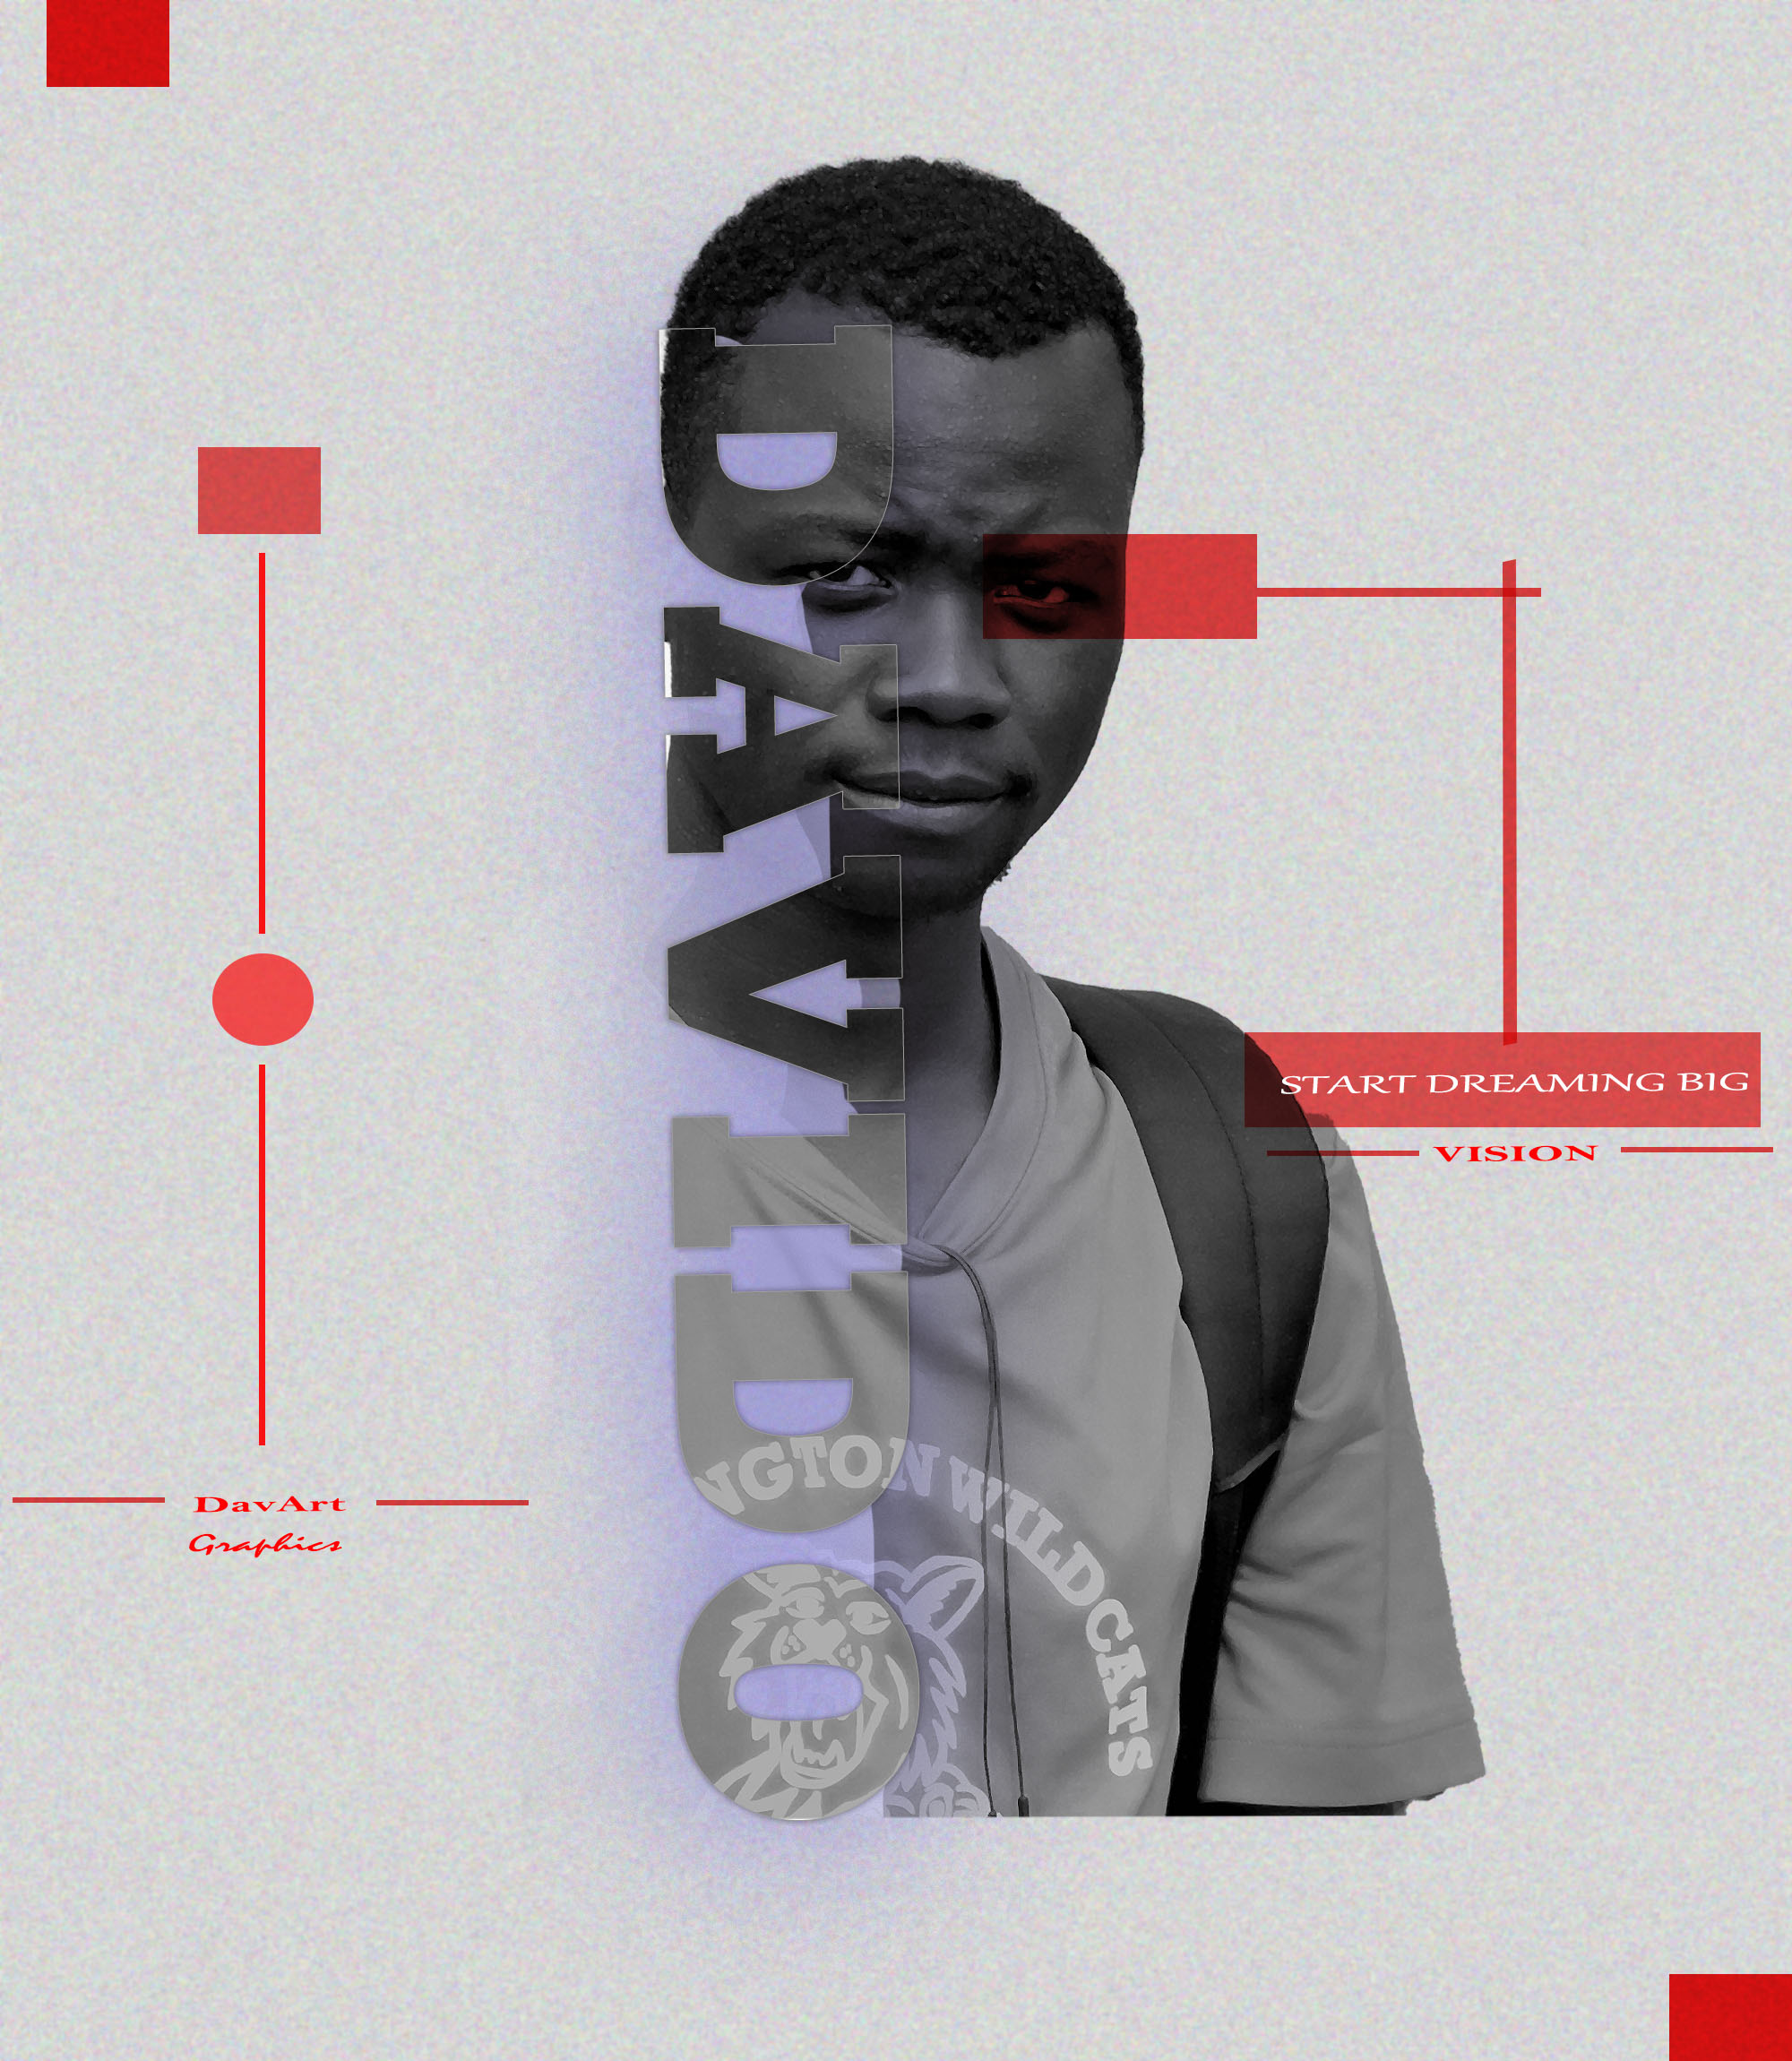 DAVIDO
START DREAMING BIG
VISION
NGTON WILDCATS
DavArt
Graphics